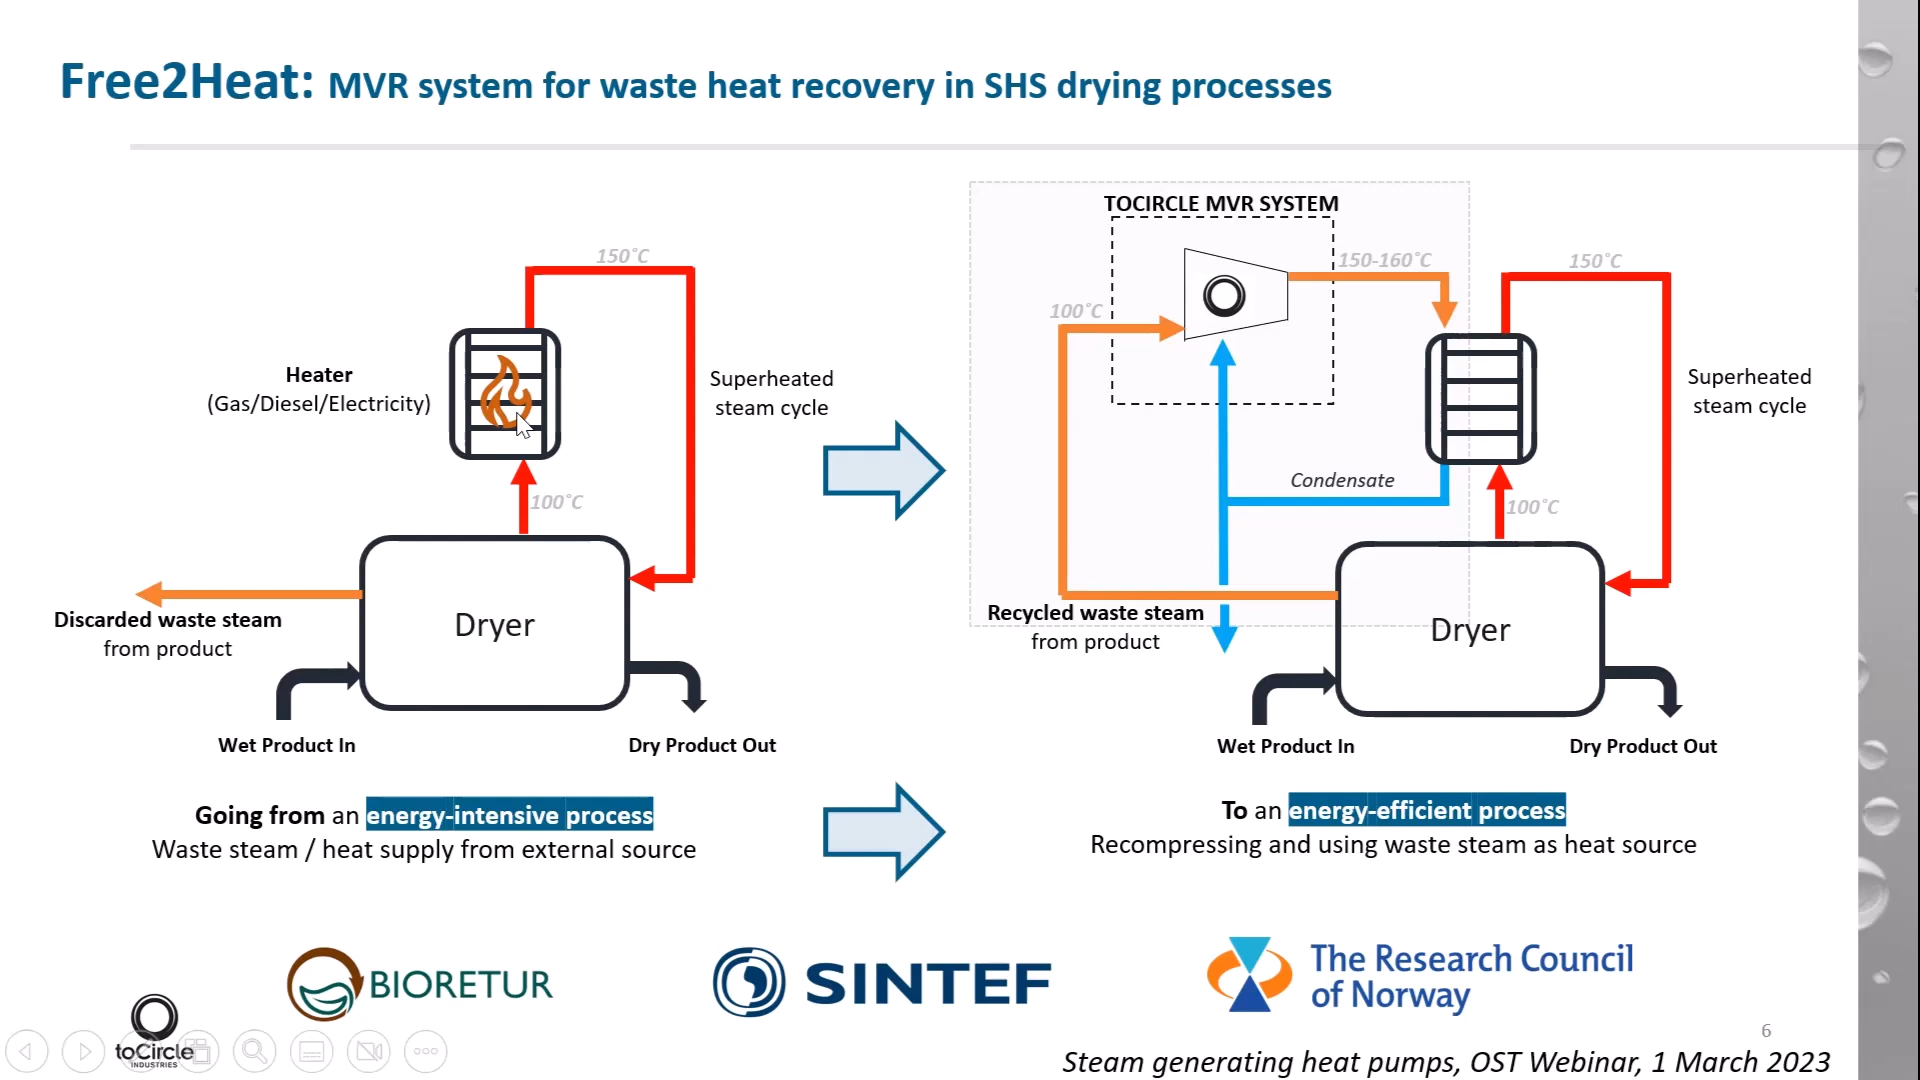 Free2Heat: MVR system for waste heat recovery in SHS drying processes
150°C
Heater
(Gas/Diesel/Electricity)
Superheated
steam cycle
100°C
Discarded waste steam
from product
Dryer
Wet Product In
Dry Product Out
TOCIRCLE MVR SYSTEM
150-160°C
150°C
100°C
Superheated
steam cycle
Condensate
100°C
Recycled waste steam
from product
Dryer
Wet Product In
Dry Product Out
Going from an energy-intensive process
Waste steam / heat supply from external source
To an energy-efficient process
Recompressing and using waste steam as heat source
BIORETUR
SINTEF
The Research Council
of Norway
toCircle
INDUSTRIES
6
Steam generating heat pumps, OST Webinar, 1 March 2023